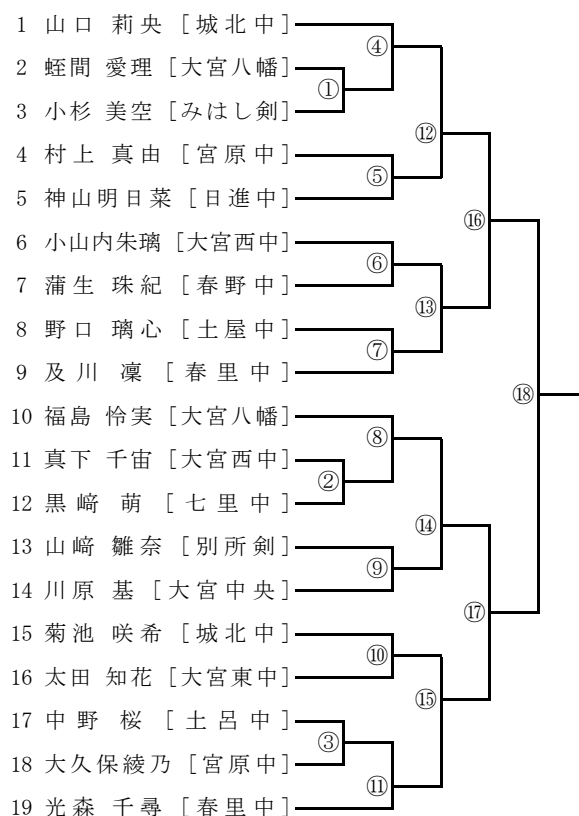 1 山口 莉央 [城北中]
④
2 蛭間 愛理 [大宮八幡]
①
3 小杉 美空 [みはし剣]
⑫
4 村上 真由 [宮原中]
⑤
5 神山明日菜 [日進中]
⑯
6 小山内朱璃 [大宮西中]
⑥
7 蒲生 珠紀 [春野中]
⑬
8 野口 璃心 [土屋中]
⑦
9 及川 凜 [春里中]
⑱
10 福島 怜実 [大宮八幡]
⑧
11 真下 千宙 [大宮西中]
②
12 黒﨑 萌 [七里中]
⑭
13 山﨑 雛奈 [別所剣]
⑨
14 川原 基 [大宮中央]
⑰
15 菊池 咲希 [城北中]
⑩
16 太田 知花 [大宮東中]
⑮
17 中野 桜 [土呂中]
③
18 大久保綾乃 [宮原中]
⑪
19 光森 千尋 [春里中]